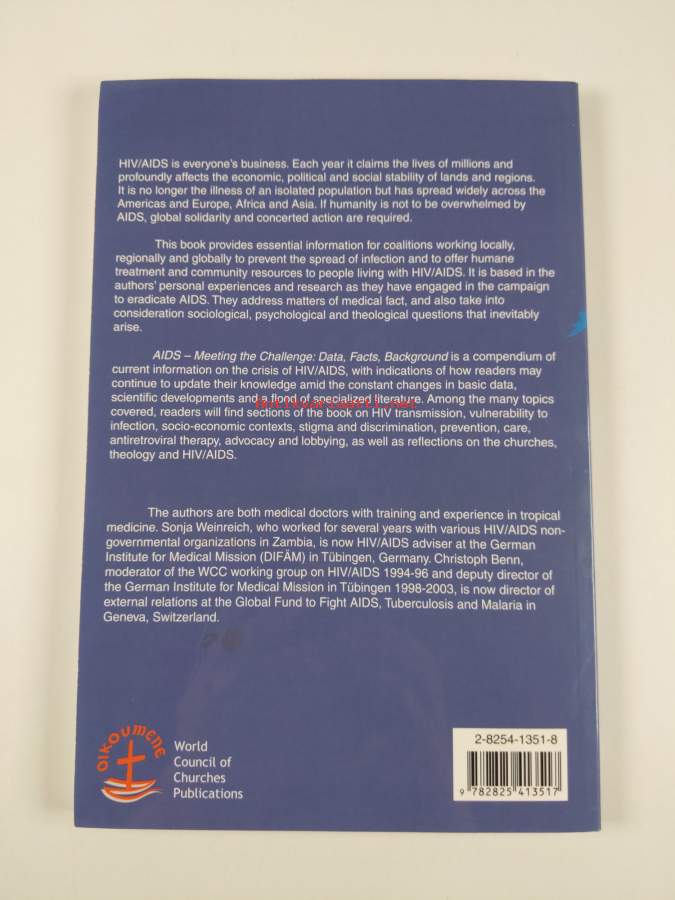 HIV/AIDS is everyone's business. Each year it claims the lives of millions and
profoundly affects the economic, political and social stability of lands and regions.
It is no longer the illness of an isolated population but has spread widely across the
Americas and Europe, Africa and Asia. If humanity is not to be overwhelmed by
AIDS, global solidarity and concerted action are required.
This book provides essential information for coalitions working locally,
regionally and globally to prevent the spread of infection and to offer humane
treatment and community resources to people living with HIV/AIDS. It is based in the
authors' personal experiences and research as they have engaged in the campaign
to eradicate AIDS. They address matters of medical fact, and also take into
consideration sociological, psychological and theological questions that inevitably
arise.
AIDS – Meeting the Challenge: Data, Facts, Background is a compendium of
current information on the crisis of HIV/AIDS, with indications of how readers may
continue to update their knowledge amid the constant changes in basic data,
scientific developments and a flood of specialized literature. Among the many topics
covered, readers will find sections of the book on HIV transmission, vulnerability to
infection, socio-economic contexts, stigma and discrimination, prevention, care,
antiretroviral therapy, advocacy and lobbying, as well as reflections on the churches,
theology and HIV/AIDS.
The authors are both medical doctors with training and experience in tropical
medicine. Sonja Weinreich, who worked for several years with various HIV/AIDS non-
governmental organizations in Zambia, is now HIV/AIDS adviser at the German
Institute for Medical Mission (DIFÄM) in Tübingen, Germany. Christoph Benn,
moderator of the WCC working group on HIV/AIDS 1994-96 and deputy director of
the German Institute for Medical Mission in Tübingen 1998-2003, is now director of
external relations at the Global Fund to Fight AIDS, Tuberculosis and Malaria in
Geneva, Switzerland.
OIKOUMENE
World
Council of
Churches
Publications
2-8254-1351-8
9 782825 413517